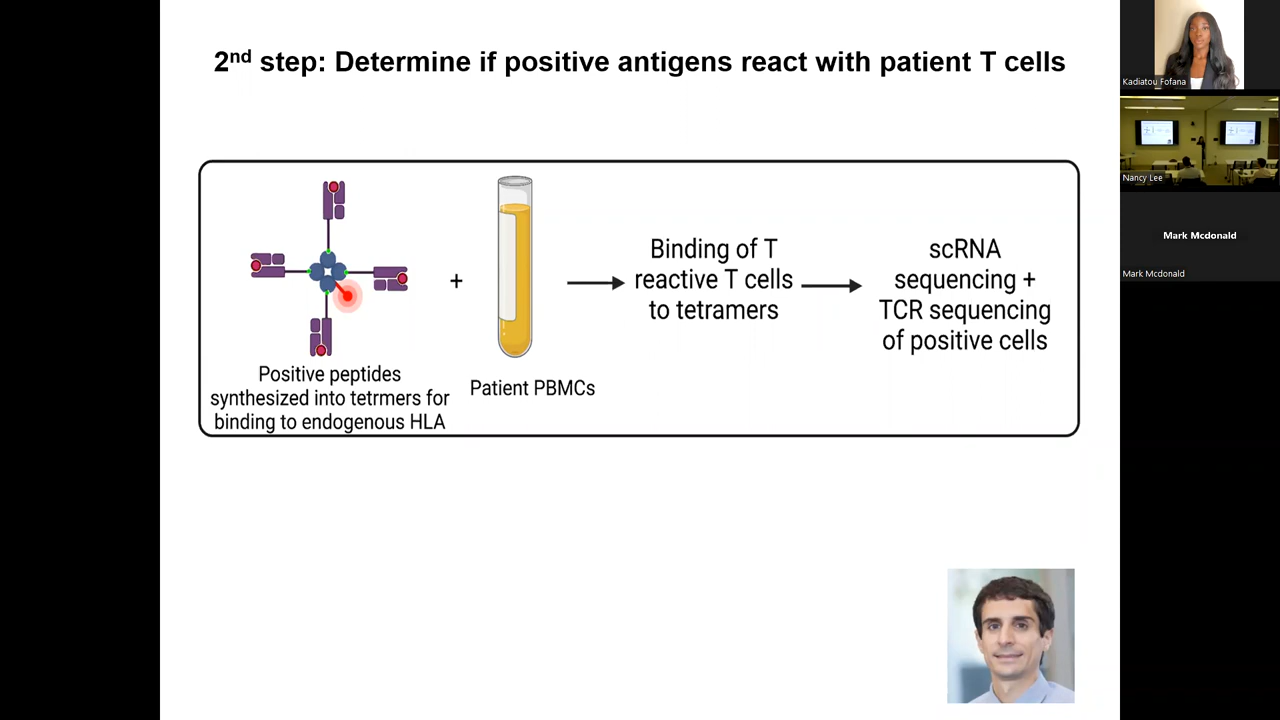 2nd step: Determine if positive antigens react with patient T cells
Positive peptides
synthesized into tetrmers for
binding to endogenous HLA
+
Patient PBMCs
Binding of T
reactive T cells
to tetramers
scRNA
sequencing +
TCR sequencing
of positive cells
Kadiatou Fofana
Nancy Lee
Mark Mcdonald
Mark Mcdonald